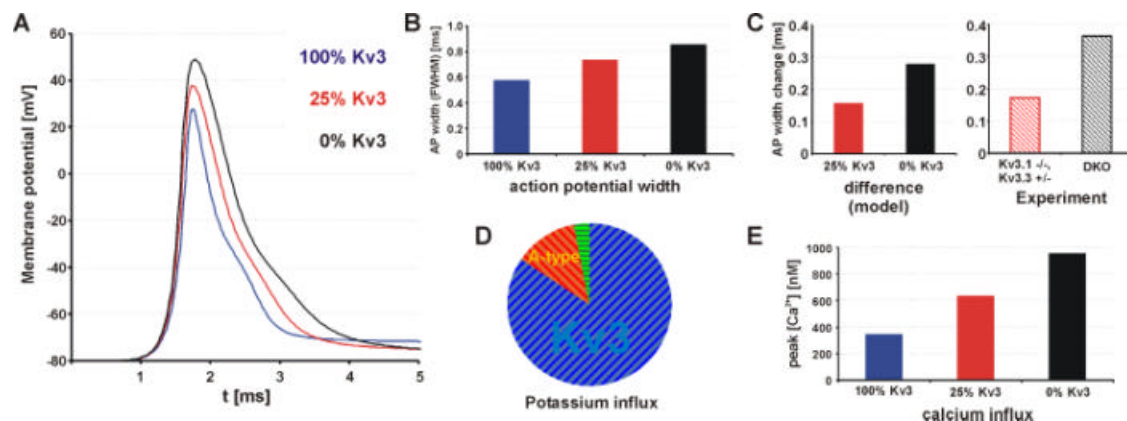 A
Membrane potential [mV]
60
40
20
0
-20
-40
-60
-80
1
2
3
4
5
t [ms]
100% Kv3
25% Kv3
0% Kv3
B
AP width (FWHM) [ms]
1
0.8
0.6
0.4
0.2
0
100% Kv3
25% Kv3
0% Kv3
action potential width
C
AP width change [ms]
0.4
0.3
0.2
0.1
0
25% Kv3
0% Kv3
difference
(model)
0.4
0.3
0.2
0.1
0
Kv3.1 -/-,
Kv3.3 +/-
DKO
Experiment
D
A-type
Kv3
Potassium influx
E
peak [Ca²⁺] [nM]
1000
800
600
400
200
0
100% Kv3
25% Kv3
0% Kv3
calcium influx